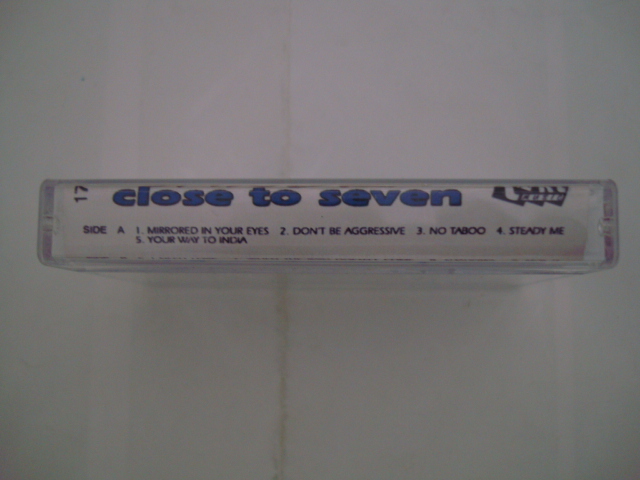 17
close to seven
SIDE A 1. MIRRORED IN YOUR EYES 2. DON'T BE AGGRESSIVE 3. NO TABOO 4. STEADY ME
5. YOUR WAY TO INDIA